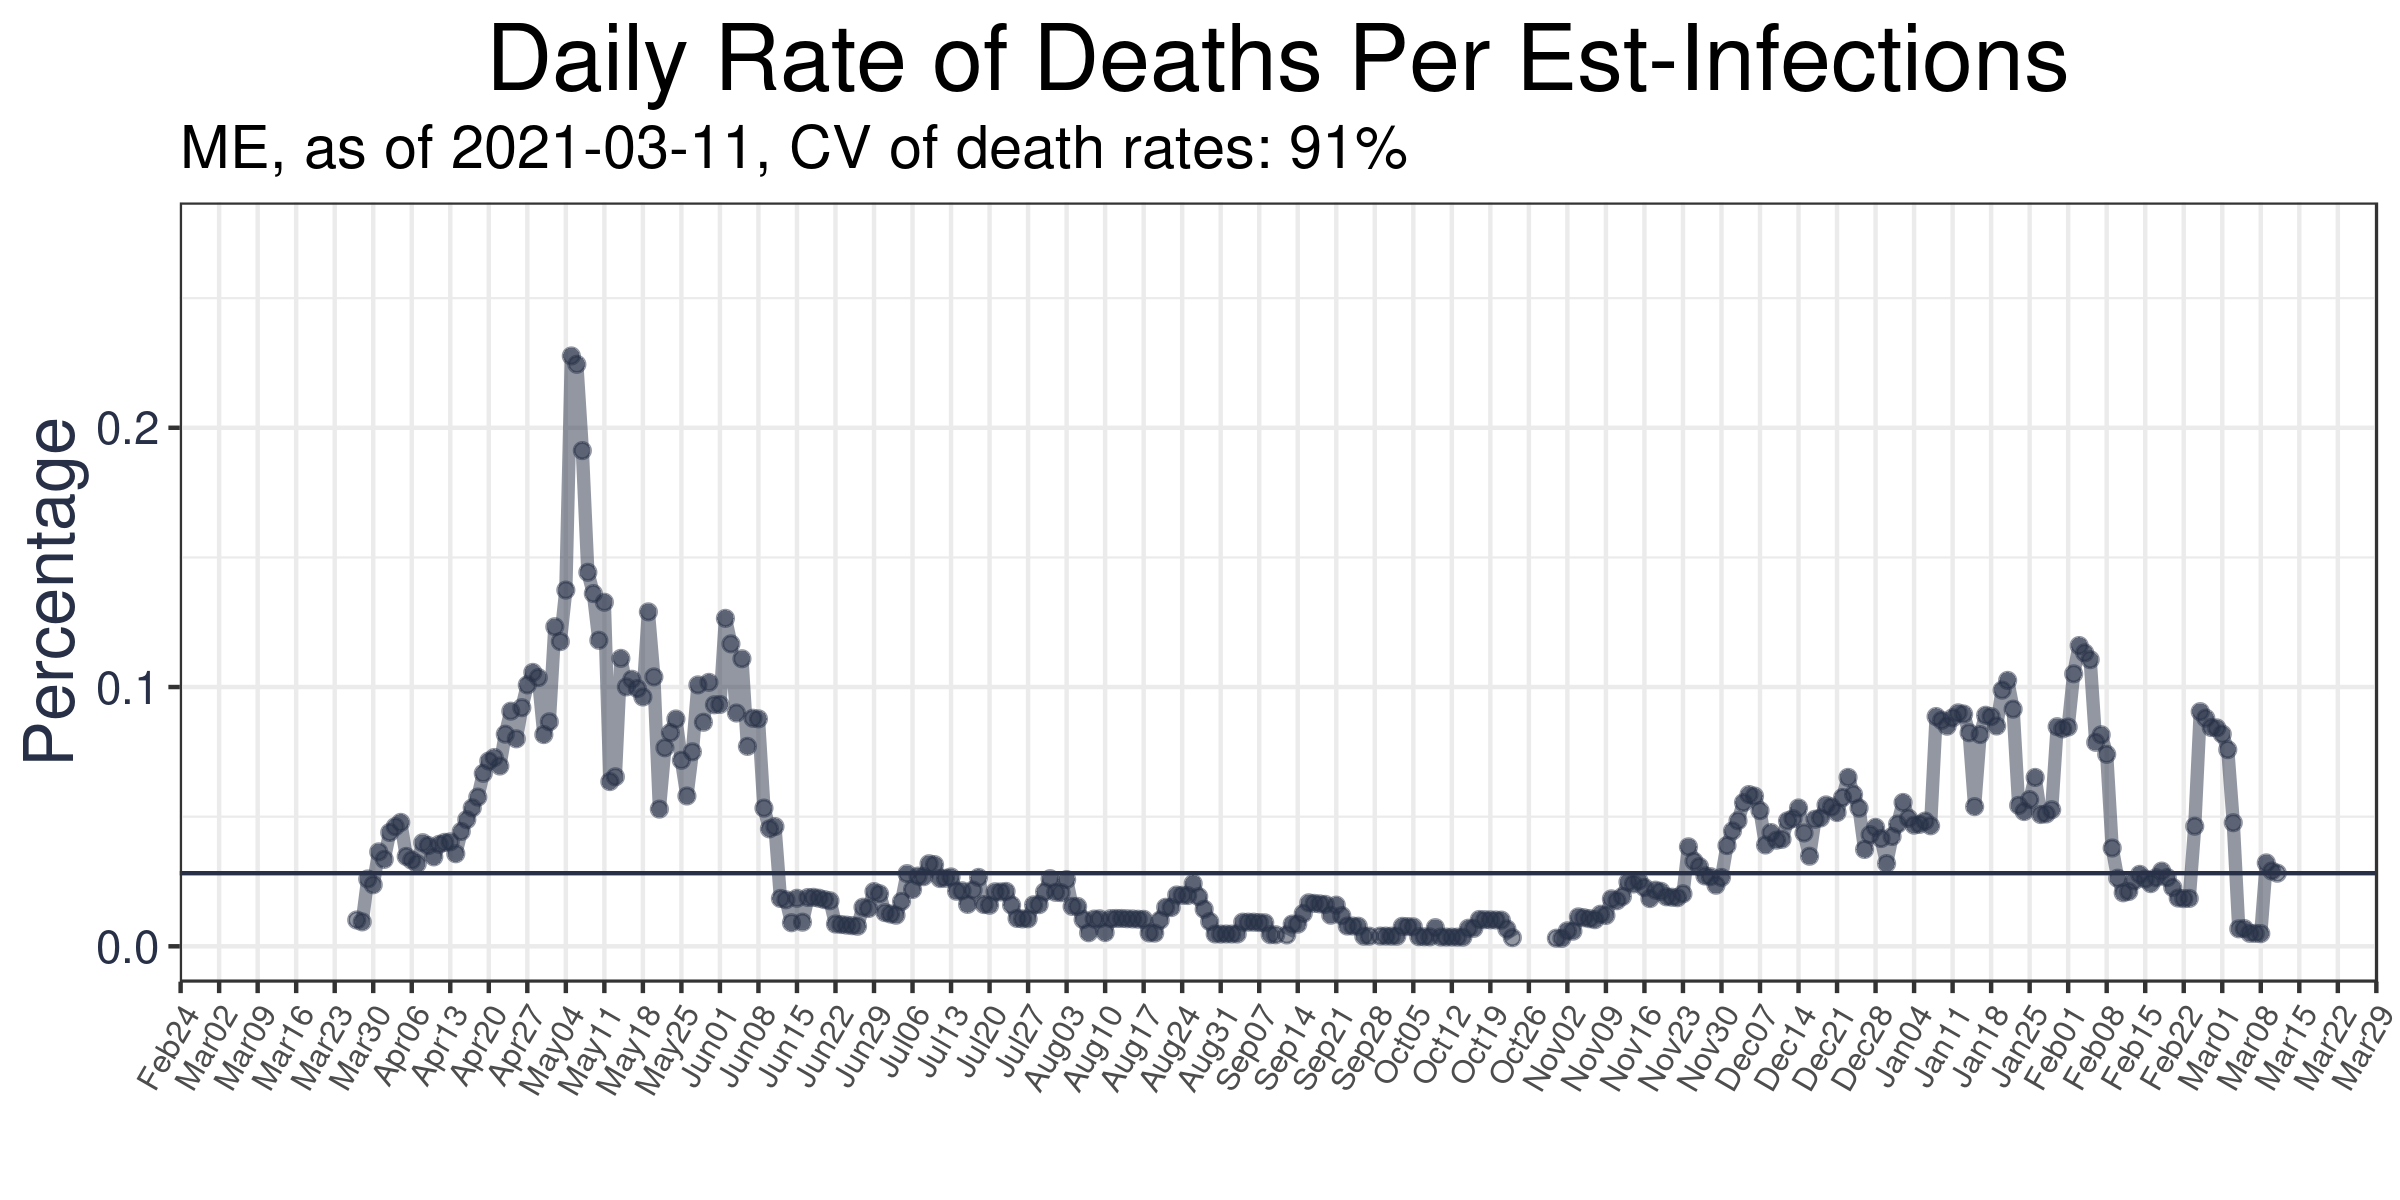 Daily Rate of Deaths Per Est-Infections
ME, as of 2021-03-11, CV of death rates: 91%
Percentage
0.2
0.1
0.0
Feb24
Mar02
Mar09
Mar16
Mar23
Mar30
Apr06
Apr13
Apr20
Apr27
May04
May11
May18
May25
Jun01
Jun08
Jun15
Jun22
Jun29
Jul06
Jul13
Jul20
Jul27
Aug03
Aug10
Aug17
Aug24
Aug31
Sep07
Sep14
Sep21
Sep28
Oct05
Oct12
Oct19
Oct26
Nov02
Nov09
Nov16
Nov23
Nov30
Dec07
Dec14
Dec21
Dec28
Jan04
Jan11
Jan18
Jan25
Feb01
Feb08
Feb15
Feb22
Mar01
Mar08
Mar15
Mar22
Mar29